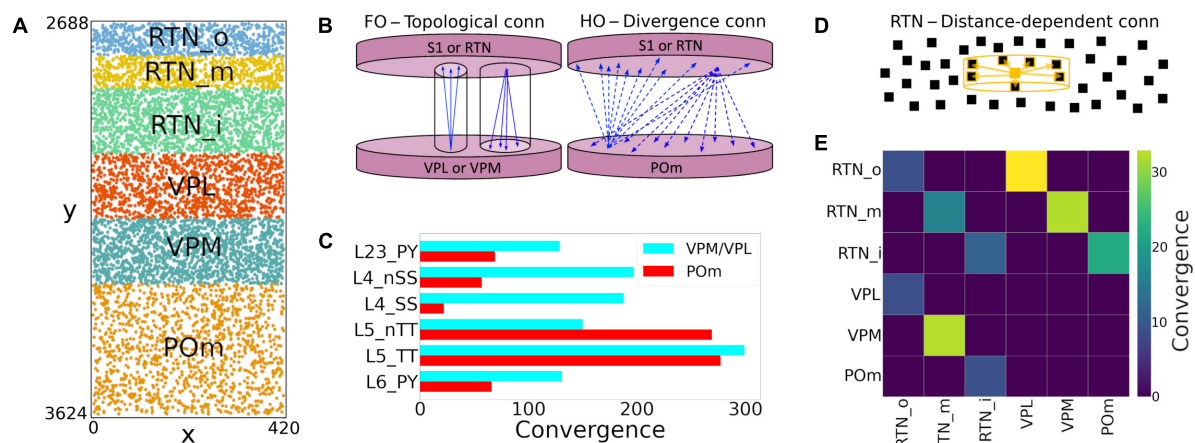 A
2688
RTN_o
RTN_m
RTN_i
VPL
y
VPM
POm
3624
0
x
420
B
FO – Topological conn
HO – Divergence conn
S1 or RTN
S1 or RTN
VPL or VPM
POm
C
VPM/VPL
POm
L23_PY
L4_nSS
L4_SS
L5_nTT
L5_TT
L6_PY
0
100
200
300
Convergence
D
RTN – Distance-dependent conn
E
RTN_o
RTN_m
RTN_i
VPL
VPM
POm
RTN_o
TN_m
RTN_i
VPL
VPM
POm
30
20
10
0
Convergence